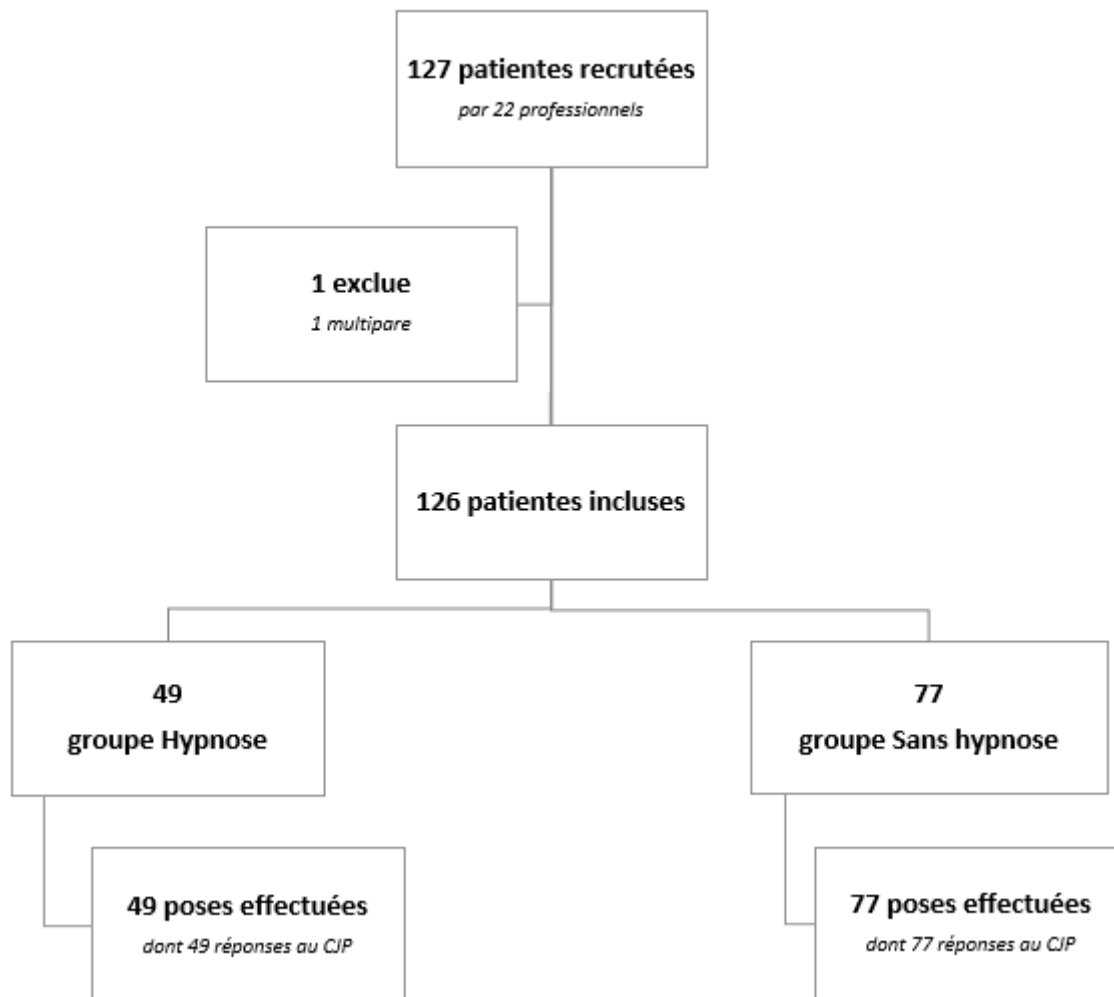 127 patientes recrutées
par 22 professionnels
1 exclue
1 multipare
126 patientes incluses
49
groupe Hypnose
77
groupe Sans hypnose
49 poses effectuées
dont 49 réponses au CJP
77 poses effectuées
dont 77 réponses au CJP